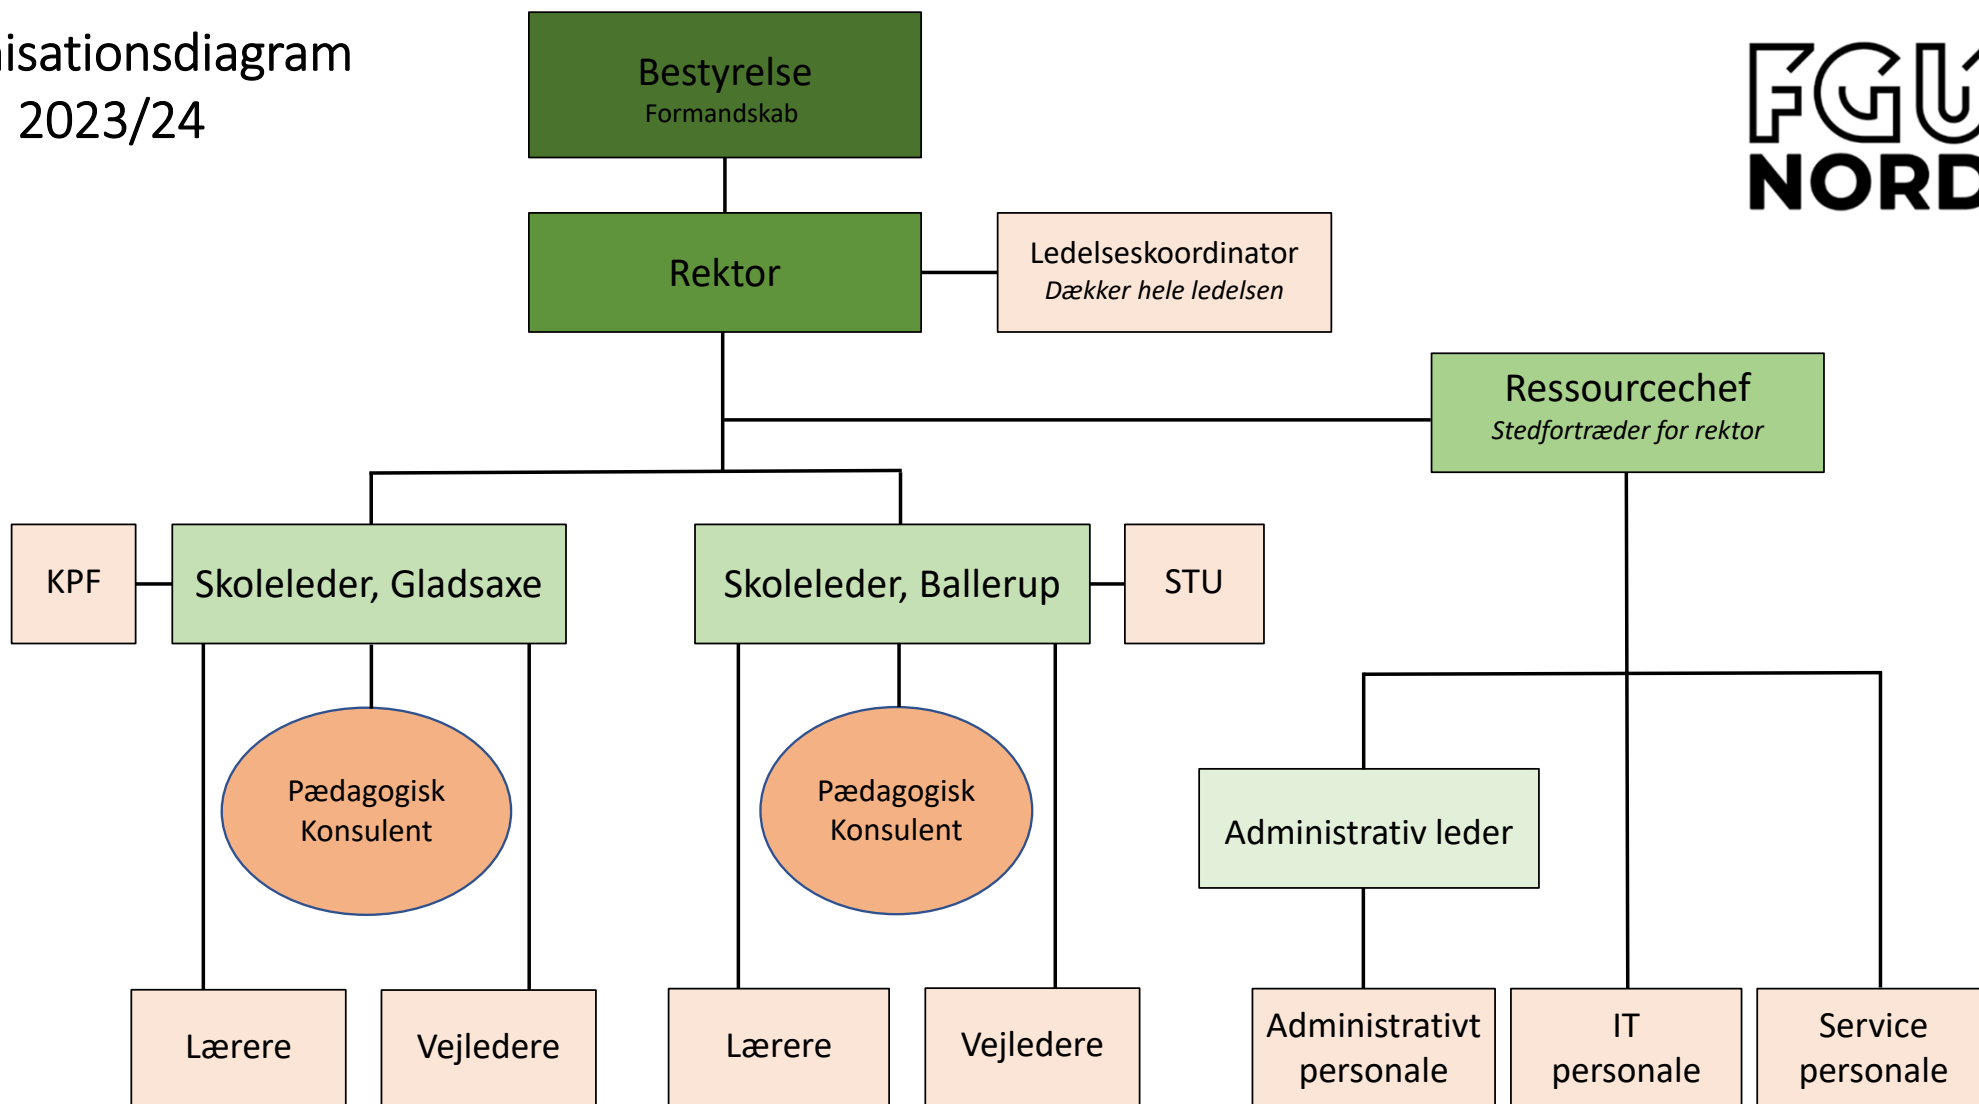 isationsdiagram
2023/24
Bestyrelse
Formandskab
FGU
NORD
Rektor
Ledelseskoordinator
Dækker hele ledelsen
Ressourcechef
Stedfortræder for rektor
KPF
Skoleleder, Gladsaxe
Skoleleder, Ballerup
STU
Pædagogisk
Konsulent
Pædagogisk
Konsulent
Administrativ leder
Lærere
Vejledere
Lærere
Vejledere
Administrativt
personale
IT
personale
Service
personale